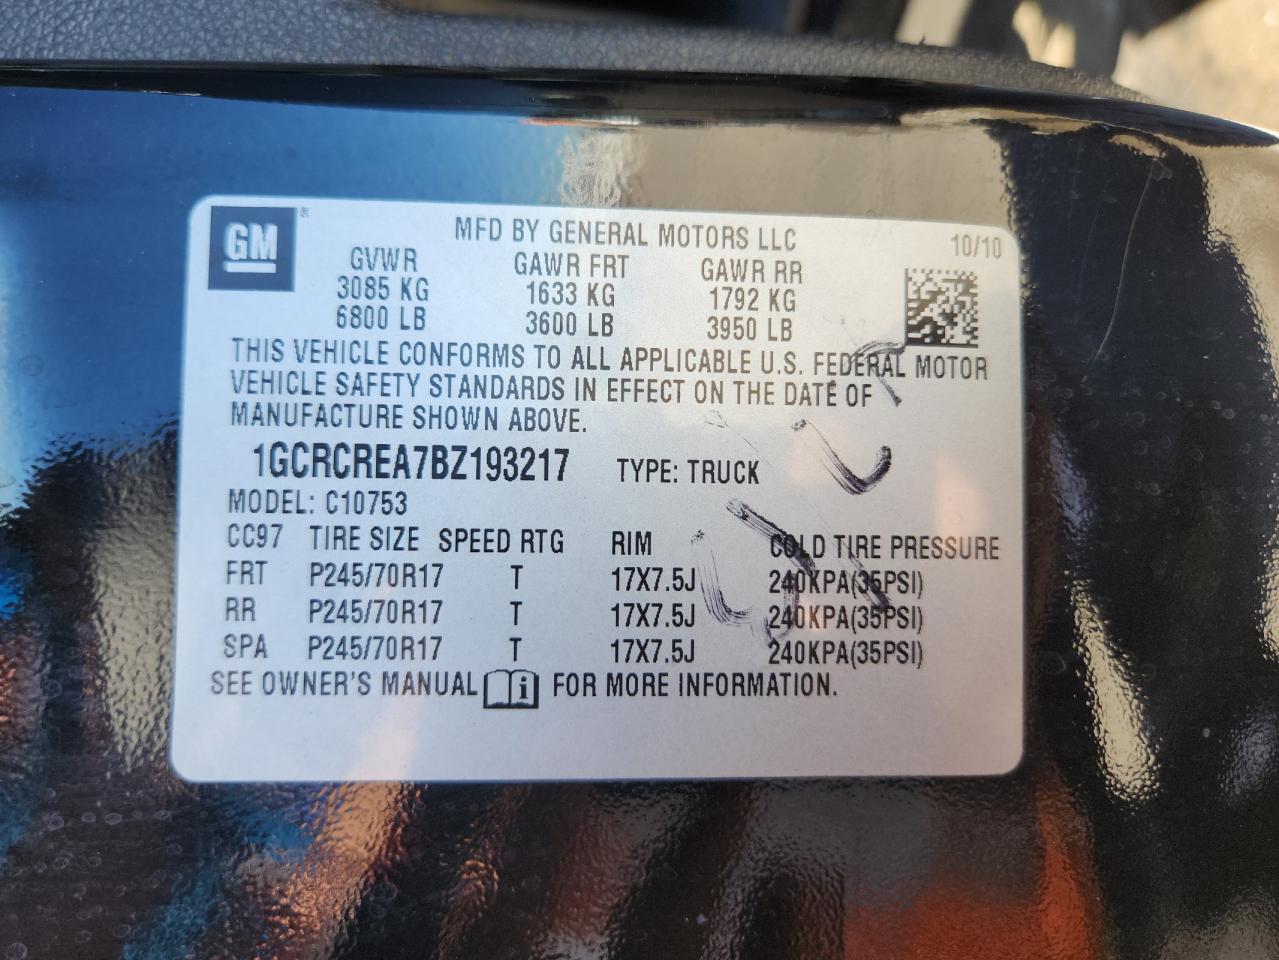 GM ®
MFD BY GENERAL MOTORS LLC 10/10
GVWR GAWR FRT GAWR RR
3085 KG 1633 KG 1792 KG
6800 LB 3600 LB 3950 LB
THIS VEHICLE CONFORMS TO ALL APPLICABLE U.S. FEDERAL MOTOR
VEHICLE SAFETY STANDARDS IN EFFECT ON THE DATE OF
MANUFACTURE SHOWN ABOVE.
1GCRCREA7BZ193217 TYPE: TRUCK
MODEL: C10753
CC97 TIRE SIZE SPEED RTG RIM COLD TIRE PRESSURE
FRT P245/70R17 T 17X7.5J 240KPA(35PSI)
RR P245/70R17 T 17X7.5J 240KPA(35PSI)
SPA P245/70R17 T 17X7.5J 240KPA(35PSI)
SEE OWNER'S MANUAL i FOR MORE INFORMATION.